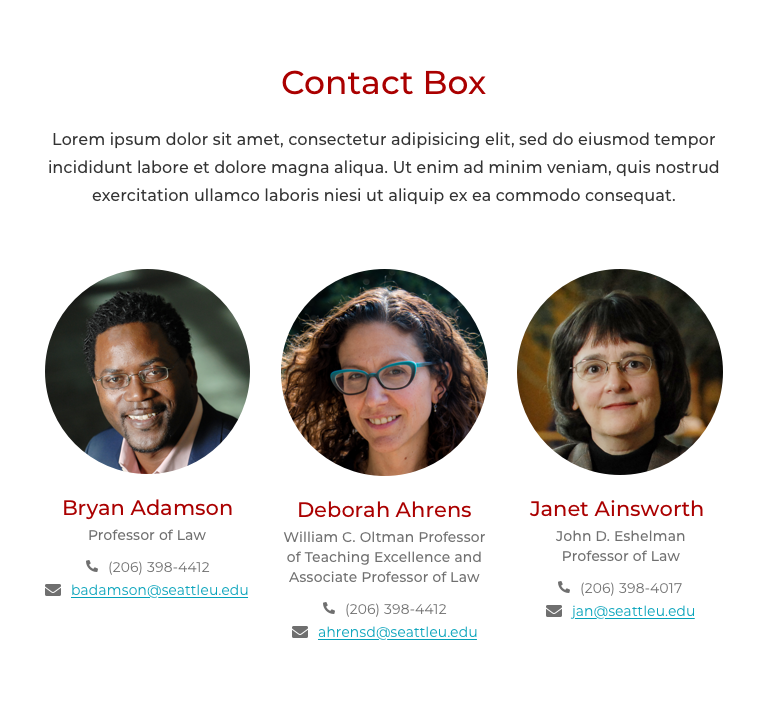 Contact Box
Lorem ipsum dolor sit amet, consectetur adipisicing elit, sed do eiusmod tempor
incididunt labore et dolore magna aliqua. Ut enim ad minim veniam, quis nostrud
exercitation ullamco laboris niesi ut aliquip ex ea commodo consequat.
Bryan Adamson
Professor of Law
(206) 398-4412
badamson@seattleu.edu
Deborah Ahrens
William C. Oltman Professor
of Teaching Excellence and
Associate Professor of Law
(206) 398-4412
ahrensd@seattleu.edu
Janet Ainsworth
John D. Eshelman
Professor of Law
(206) 398-4017
jan@seattleu.edu